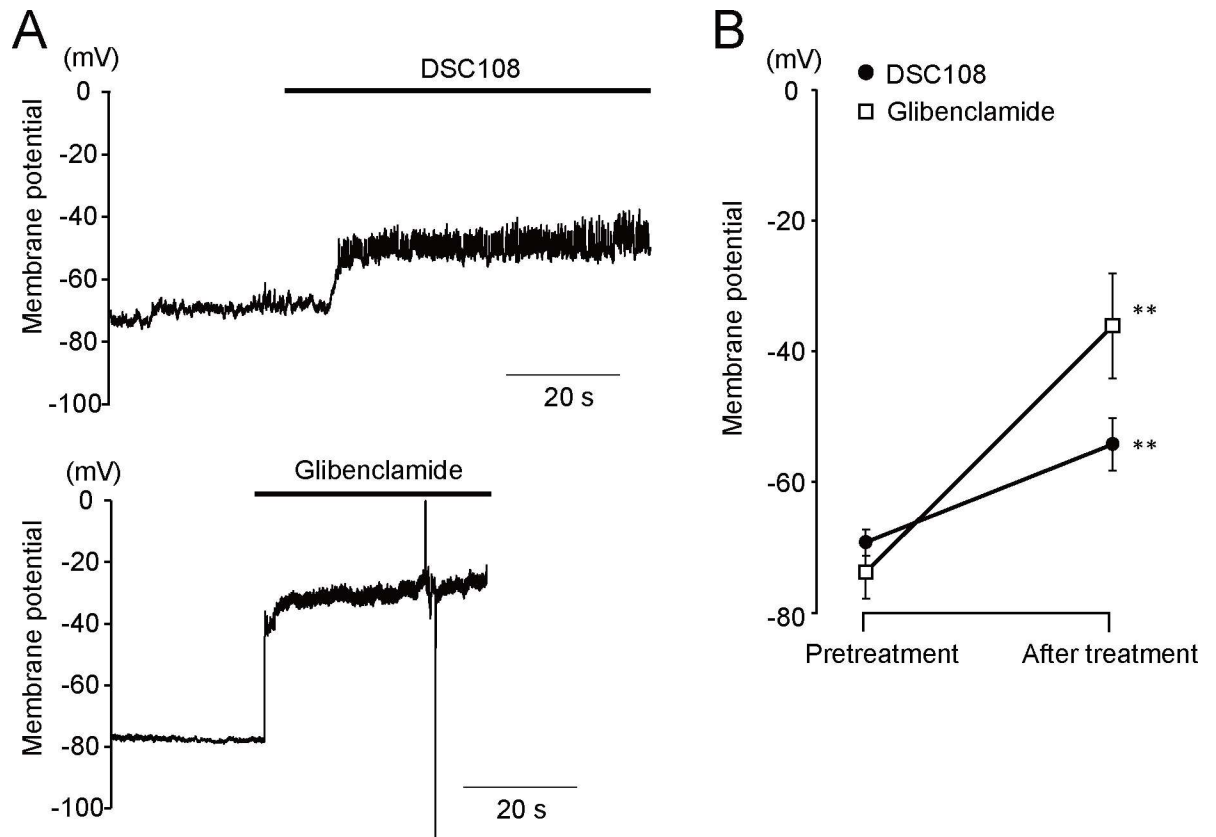 A
(mV)
DSC108
0
-20
-40
-60
-80
-100
Membrane potential
20 s
(mV)
Glibenclamide
0
-20
-40
-60
-80
-100
Membrane potential
20 s
B
(mV)
DSC108
Glibenclamide
0
-20
-40
-60
-80
Membrane potential
**
**
Pretreatment
After treatment